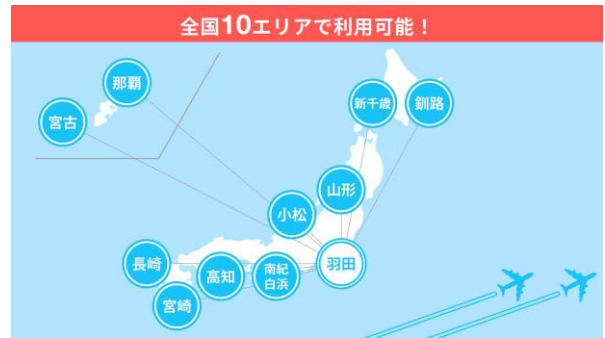 全国10エリアで利用可能！
那覇
宮古
新千歳
釧路
山形
小松
羽田
長崎
高知
南紀
白浜
宮崎